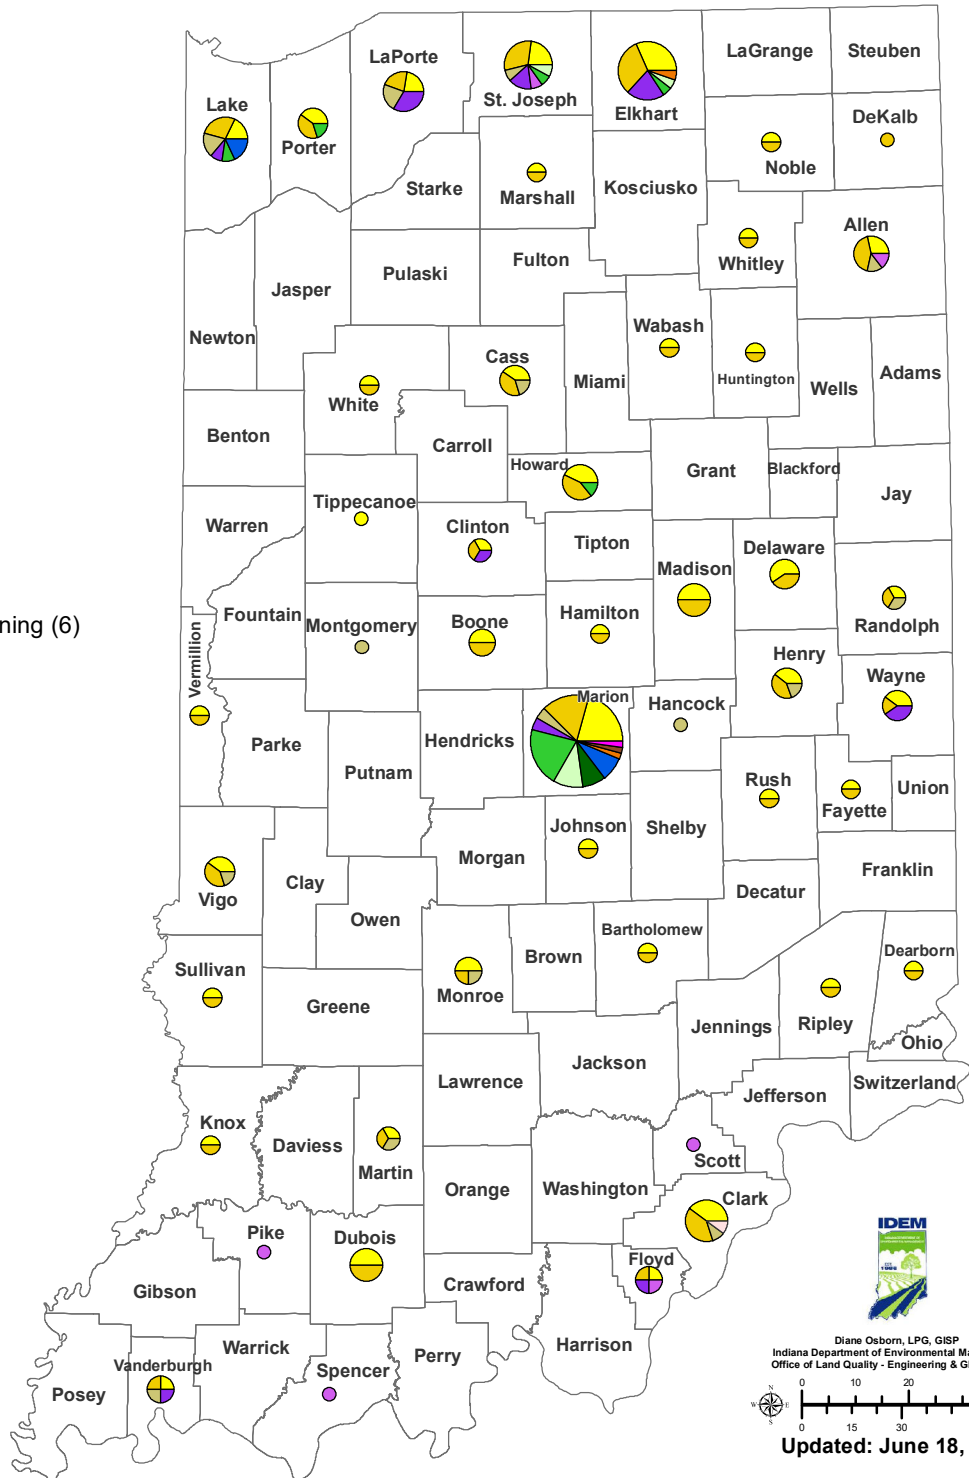 LaGrange
Steuben
LaPorte
St. Joseph
Elkhart
Lake
Porter
DeKalb
Noble
Starke
Marshall
Kosciusko
Allen
Whitley
Fulton
Pulaski
Jasper
Newton
Wabash
Cass
Miami
Huntington
Wells
Adams
White
Benton
Carroll
Howard
Grant
Blackford
Jay
Tippecanoe
Warren
Clinton
Tipton
Delaware
Madison
ning (6)
Fountain
Montgomery
Boone
Hamilton
Randolph
Vermillion
Henry
Wayne
Marion
Hancock
Hendricks
Parke
Putnam
Rush
Fayette
Union
Johnson
Shelby
Morgan
Franklin
Clay
Vigo
Decatur
Owen
Bartholomew
Brown
Dearborn
Sullivan
Monroe
Greene
Jennings
Ripley
Ohio
Jackson
Lawrence
Switzerland
Jefferson
Knox
Daviess
Martin
Scott
Orange
Washington
Clark
Pike
Dubois
Floyd
Crawford
Gibson
Harrison
Warrick
Perry
Vanderburgh
Spencer
Posey
IDEM
Diane Osborn, LPG, GISP
Indiana Department of Environmental Ma
Office of Land Quality - Engineering & G
N
W
E
S
0 10 20
0 15 30
Updated: June 18,